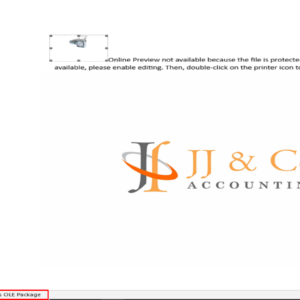 Online Preview not available because the file is protecte
available, please enable editing. Then, double-click on the printer icon to
JJ & C
ACCOUNTIN
OLE Package